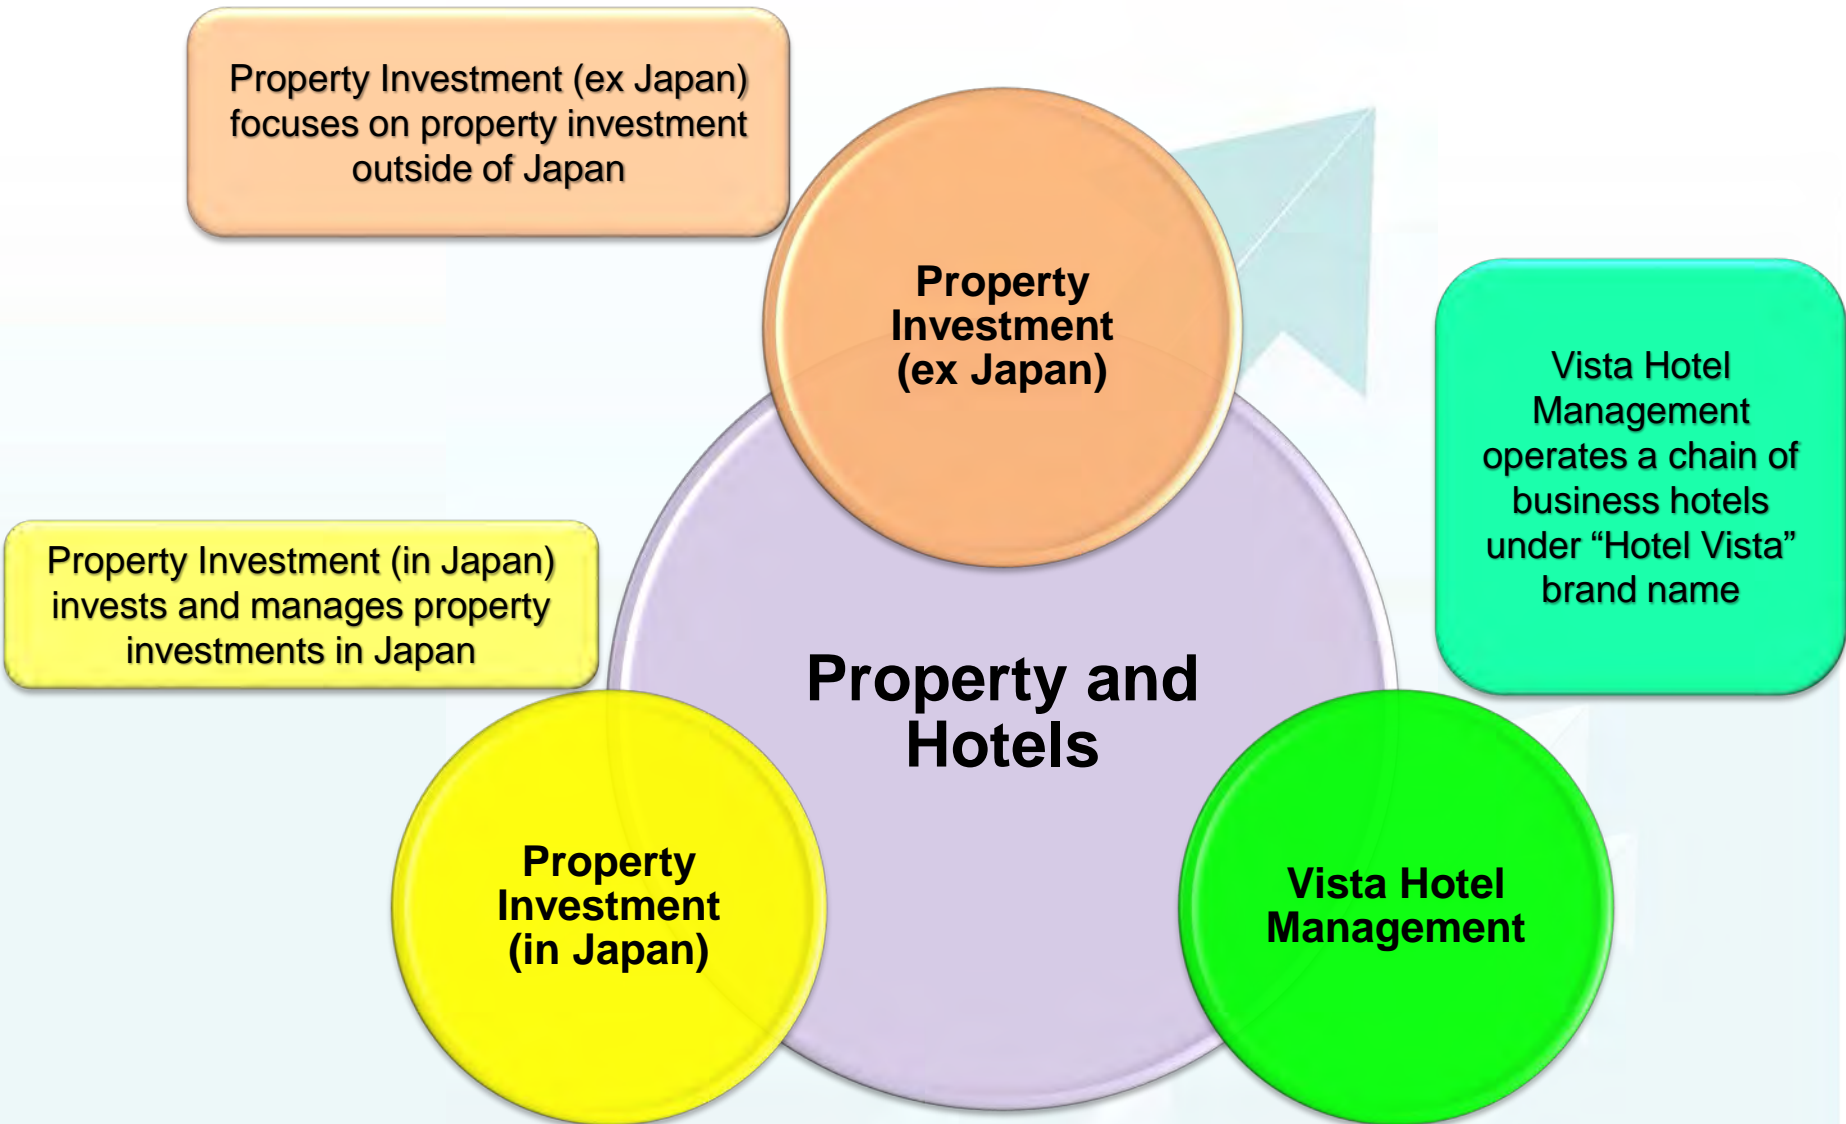 Property Investment (ex Japan)
focuses on property investment
outside of Japan
Property
Investment
(ex Japan)
Vista Hotel
Management
operates a chain of
business hotels
under “Hotel Vista”
brand name
Property Investment (in Japan)
invests and manages property
investments in Japan
Property and
Hotels
Property
Investment
(in Japan)
Vista Hotel
Management